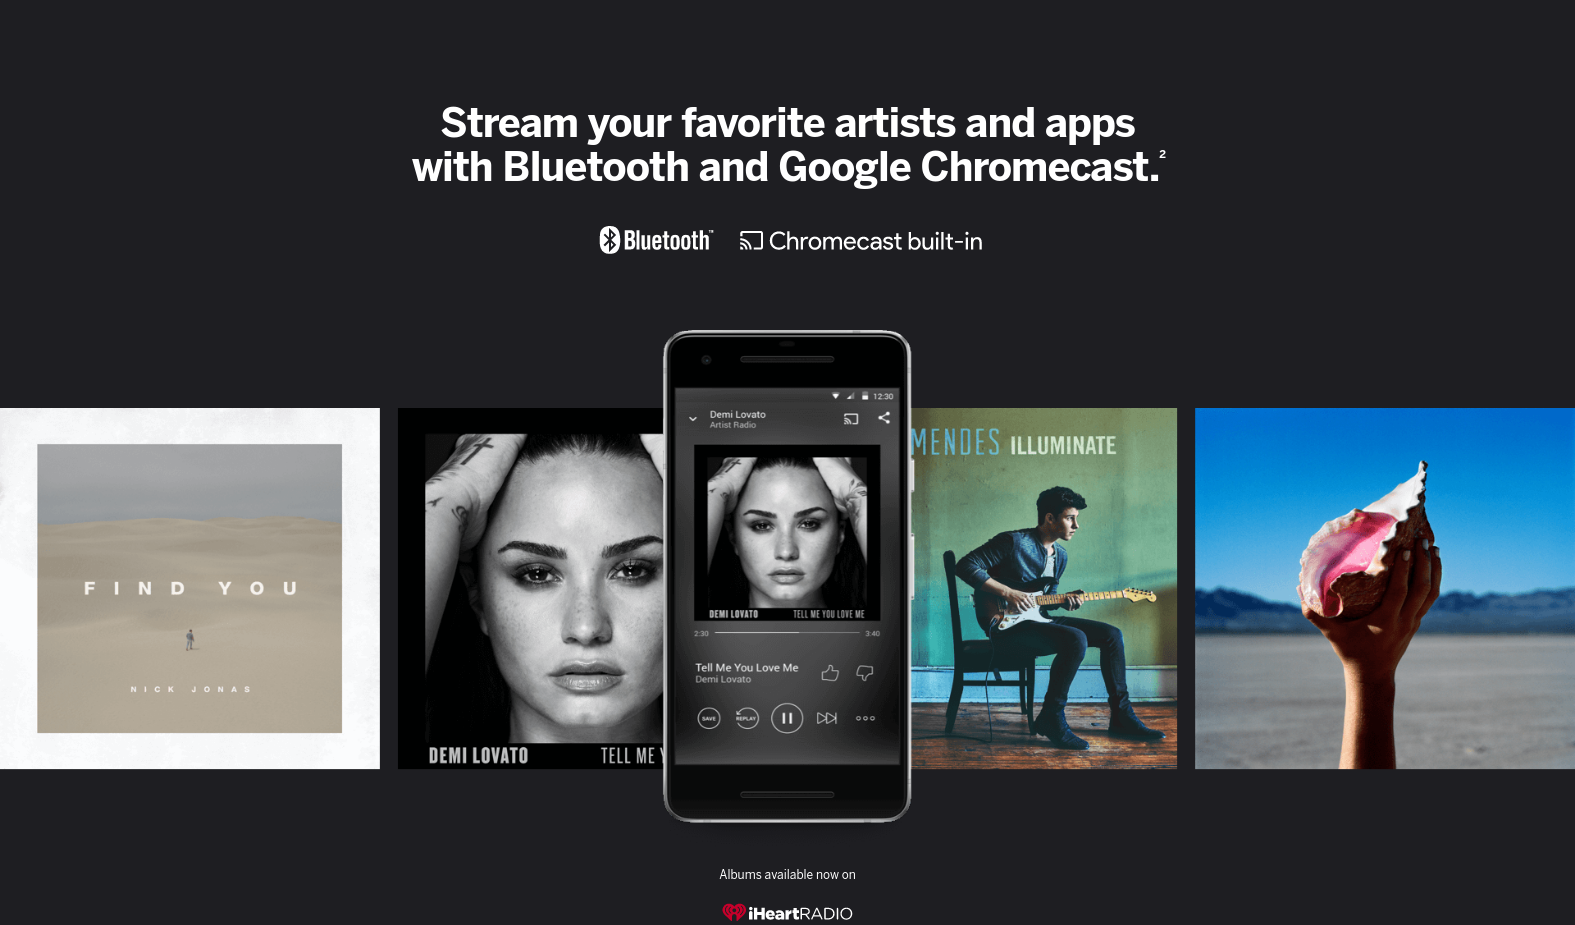 Stream your favorite artists and apps
with Bluetooth and Google Chromecast.²
Bluetooth™
Chromecast built-in
FIND YOU
NICK JONAS
DEMI LOVATO
TELL ME Y
12:30
Demi Lovato
Artist Radio
DEMI LOVATO
TELL ME YOU LOVE ME
2:30
3:40
Tell Me You Love Me
Demi Lovato
SAVE
REPLAY
MENDES ILLUMINATE
Albums available now on
iHeartRADIO